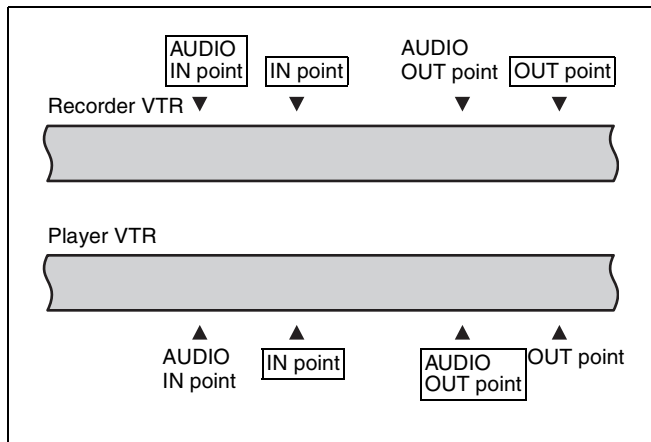 AUDIO
IN point
IN point
AUDIO
OUT point
OUT point
Recorder VTR
Player VTR
AUDIO
IN point
IN point
AUDIO
OUT point
OUT point